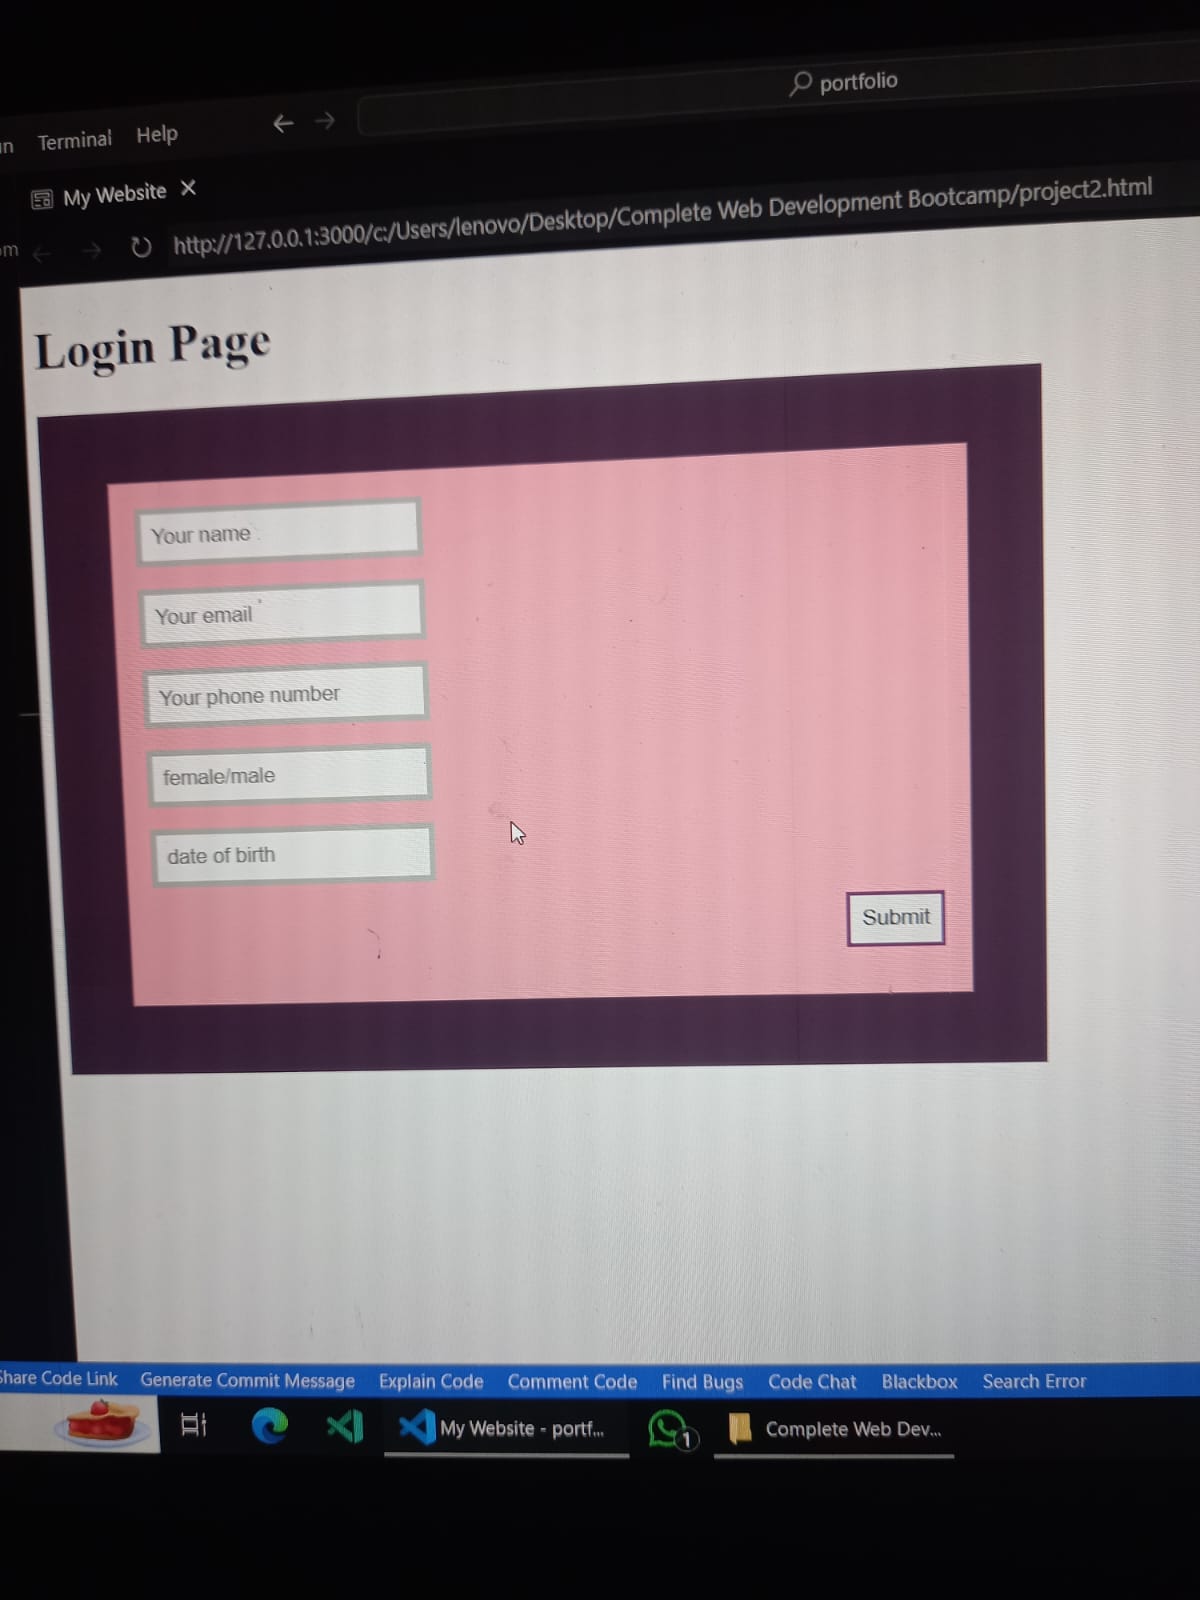 portfolio
Terminal Help
My Website
http://127.0.0.1:3000/c:/Users/lenovo/Desktop/Complete Web Development Bootcamp/project2.html
Login Page
Your name
Your email
Your phone number
female/male
date of birth
Submit
Share Code Link Generate Commit Message Explain Code Comment Code Find Bugs Code Chat Blackbox Search Error
My Website - portf... 1 Complete Web Dev...